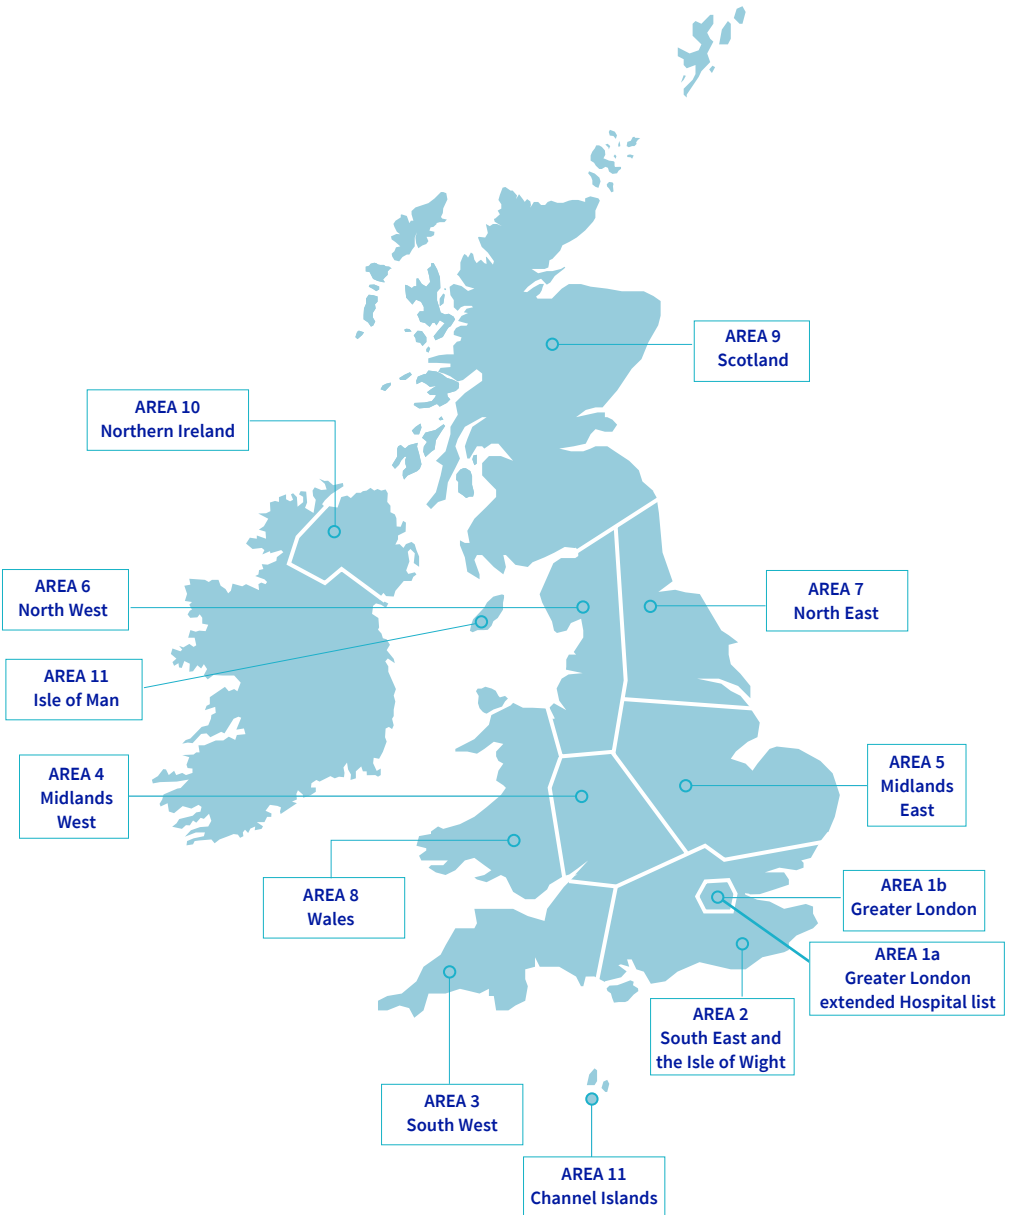 AREA 9
Scotland
AREA 10
Northern Ireland
AREA 6
North West
AREA 7
North East
AREA 11
Isle of Man
AREA 4
Midlands
West
AREA 5
Midlands
East
AREA 8
Wales
AREA 1b
Greater London
AREA 1a
Greater London
extended Hospital list
AREA 2
South East and
the Isle of Wight
AREA 3
South West
AREA 11
Channel Islands